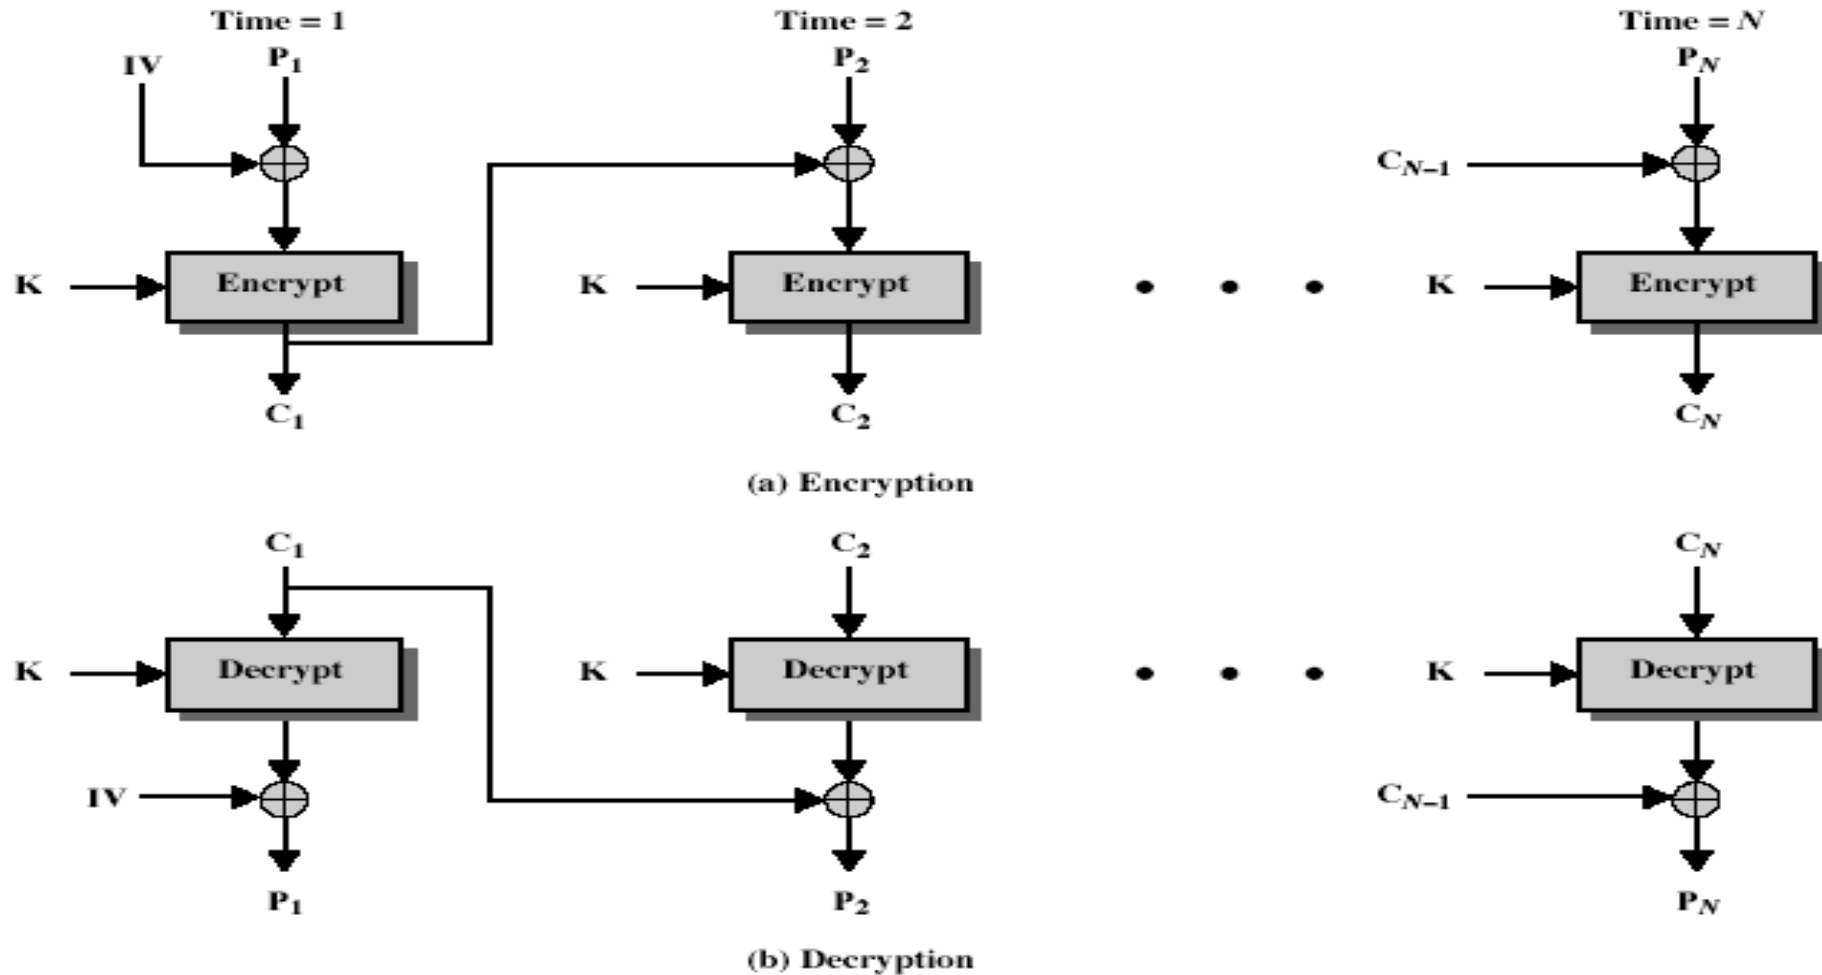 Time = 1 Time = 2 Time = N
IV P1 P2 PN
CN−1
K Encrypt K Encrypt • • • K Encrypt
C1 C2 CN
(a) Encryption
C1 C2 CN
K Decrypt K Decrypt • • • K Decrypt
IV CN−1
P1 P2 PN
(b) Decryption